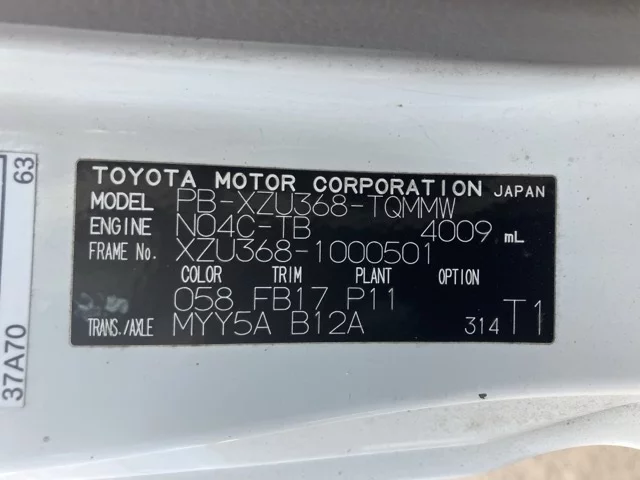 TOYOTA MOTOR CORPORATION JAPAN
MODEL PB-XZU368-TQMMW
ENGINE N04C-TB 4009 mL
FRAME No. XZU368-1000501
COLOR TRIM PLANT OPTION
058 FB17 P11
TRANS./AXLE MYY5A B12A 314 T1
37A70 63